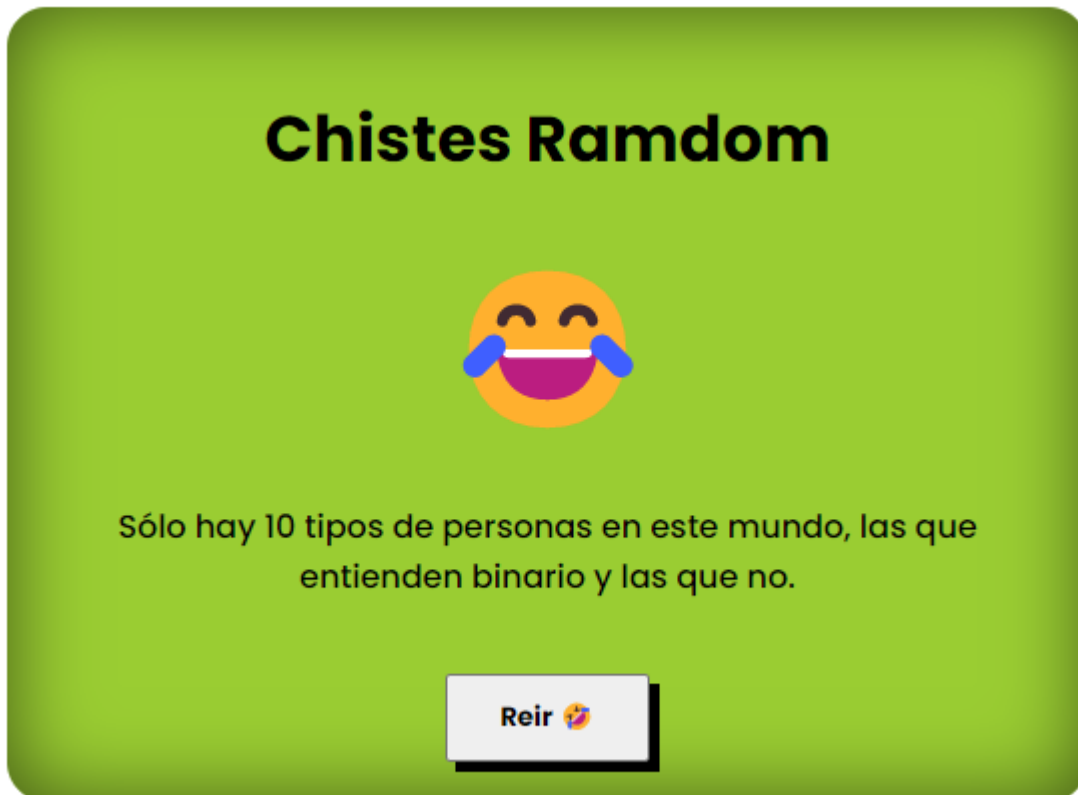 Chistes Ramdom
Sólo hay 10 tipos de personas en este mundo, las que
entienden binario y las que no.
Reir 🤣